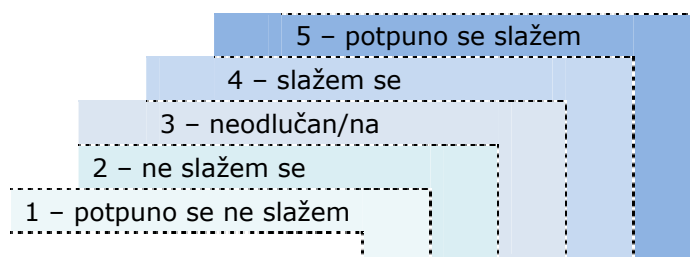 5 – potpuno se slažem
4 – slažem se
3 – neodlučan/na
2 – ne slažem se
1 – potpuno se ne slažem